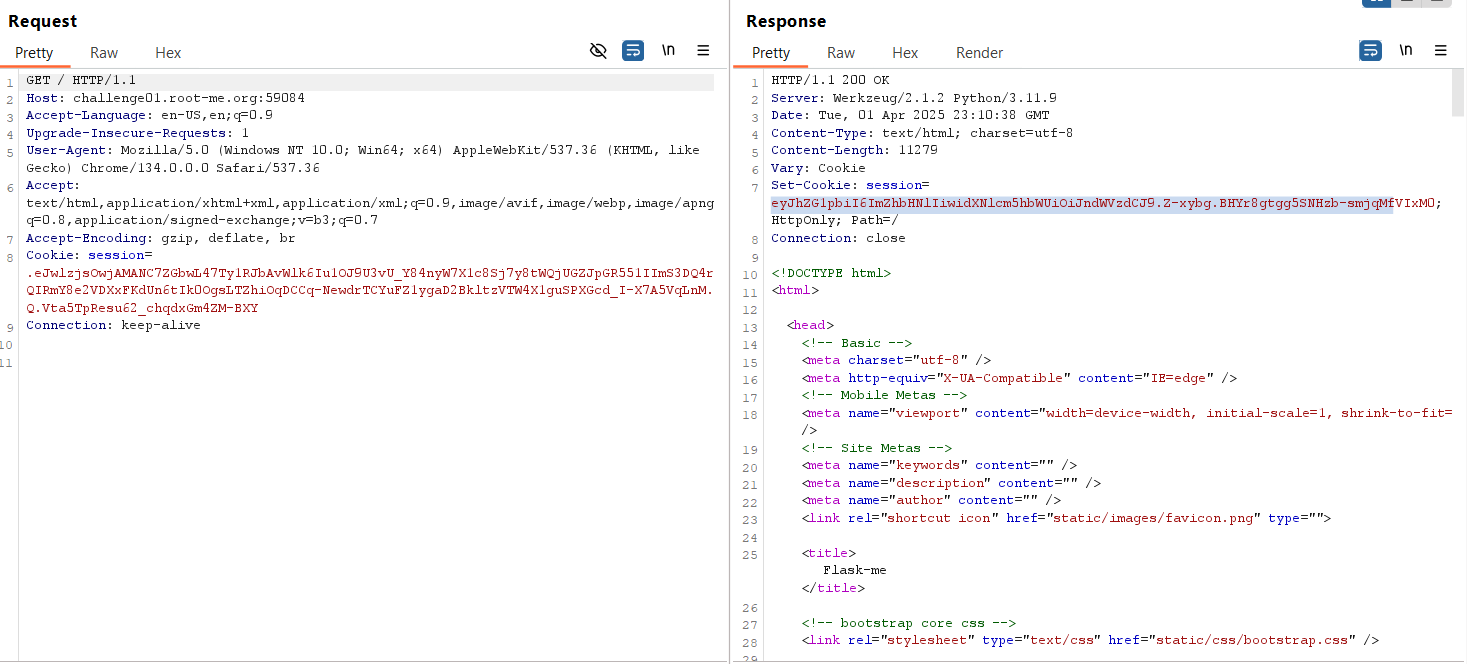 Request
Pretty Raw Hex \n
1 GET / HTTP/1.1
2 Host: challenge01.root-me.org:59084
3 Accept-Language: en-US,en;q=0.9
4 Upgrade-Insecure-Requests: 1
5 User-Agent: Mozilla/5.0 (Windows NT 10.0; Win64; x64) AppleWebKit/537.36 (KHTML, like
Gecko) Chrome/134.0.0.0 Safari/537.36
6 Accept:
text/html,application/xhtml+xml,application/xml;q=0.9,image/avif,image/webp,image/apng
q=0.8,application/signed-exchange;v=b3;q=0.7
7 Accept-Encoding: gzip, deflate, br
8 Cookie: session=
9 Connection: keep-alive
10
11
Response
Pretty Raw Hex Render \n
1 HTTP/1.1 200 OK
2 Server: Werkzeug/2.1.2 Python/3.11.9
3 Date: Tue, 01 Apr 2025 23:10:38 GMT
4 Content-Type: text/html; charset=utf-8
5 Content-Length: 11279
6 Vary: Cookie
7 Set-Cookie: session=
HttpOnly; Path=/
8 Connection: close
9
10 <!DOCTYPE html>
11 <html>
12
13 <head>
14 <!-- Basic -->
15 <meta charset="utf-8" />
16 <meta http-equiv="X-UA-Compatible" content="IE=edge" />
17 <!-- Mobile Metas -->
18 <meta name="viewport" content="width=device-width, initial-scale=1, shrink-to-fit=
/>
19 <!-- Site Metas -->
20 <meta name="keywords" content="" />
21 <meta name="description" content="" />
22 <meta name="author" content="" />
23 <link rel="shortcut icon" href="static/images/favicon.png" type="">
24
25 <title>
Flask-me
</title>
26
27 <!-- bootstrap core css -->
28 <link rel="stylesheet" type="text/css" href="static/css/bootstrap.css" />
29